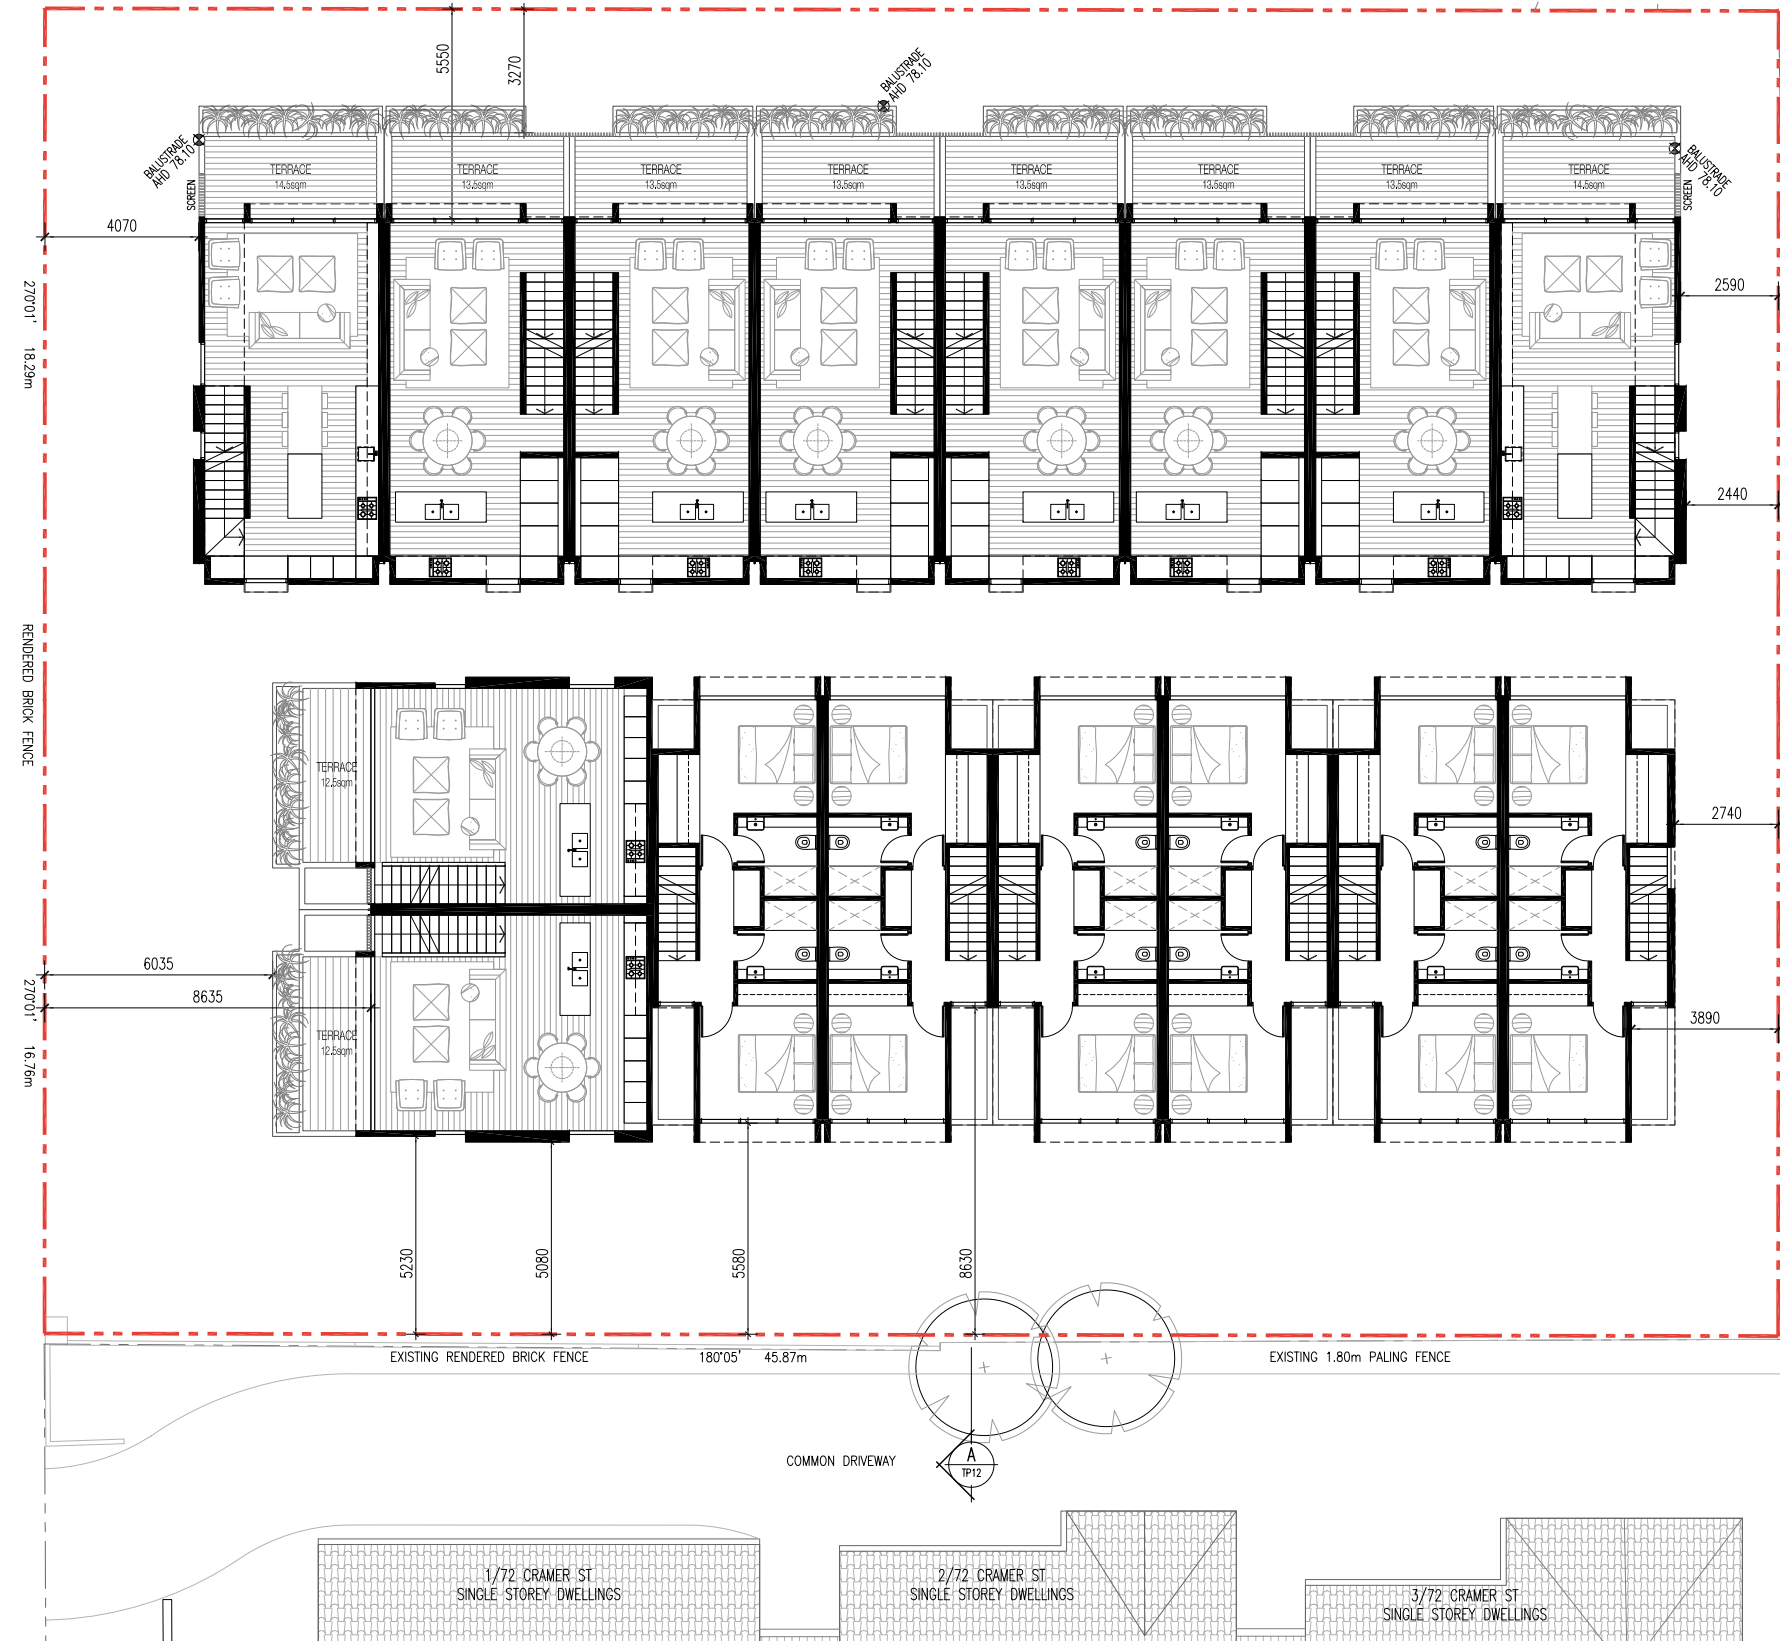 5550
3270
BALUSTRADE
AHD 78.10
BALUSTRADE
AHD 78.10
BALUSTRADE
AHD 78.10
SCREEN
TERRACE
14.5sqm
TERRACE
13.5sqm
TERRACE
13.5sqm
TERRACE
13.5sqm
TERRACE
13.5sqm
TERRACE
13.5sqm
TERRACE
13.5sqm
TERRACE
14.5sqm
SCREEN
4070
2590
270°01' 18.29m
2440
RENDERED BRICK FENCE
TERRACE
12.5sqm
2740
6035
8635
270°01' 16.76m
TERRACE
12.5sqm
3890
5230
5080
5580
8630
EXISTING RENDERED BRICK FENCE
180°05' 45.87m
EXISTING 1.80m PALING FENCE
COMMON DRIVEWAY
A
TP12
1/72 CRAMER ST
SINGLE STOREY DWELLINGS
2/72 CRAMER ST
SINGLE STOREY DWELLINGS
3/72 CRAMER ST
SINGLE STOREY DWELLINGS